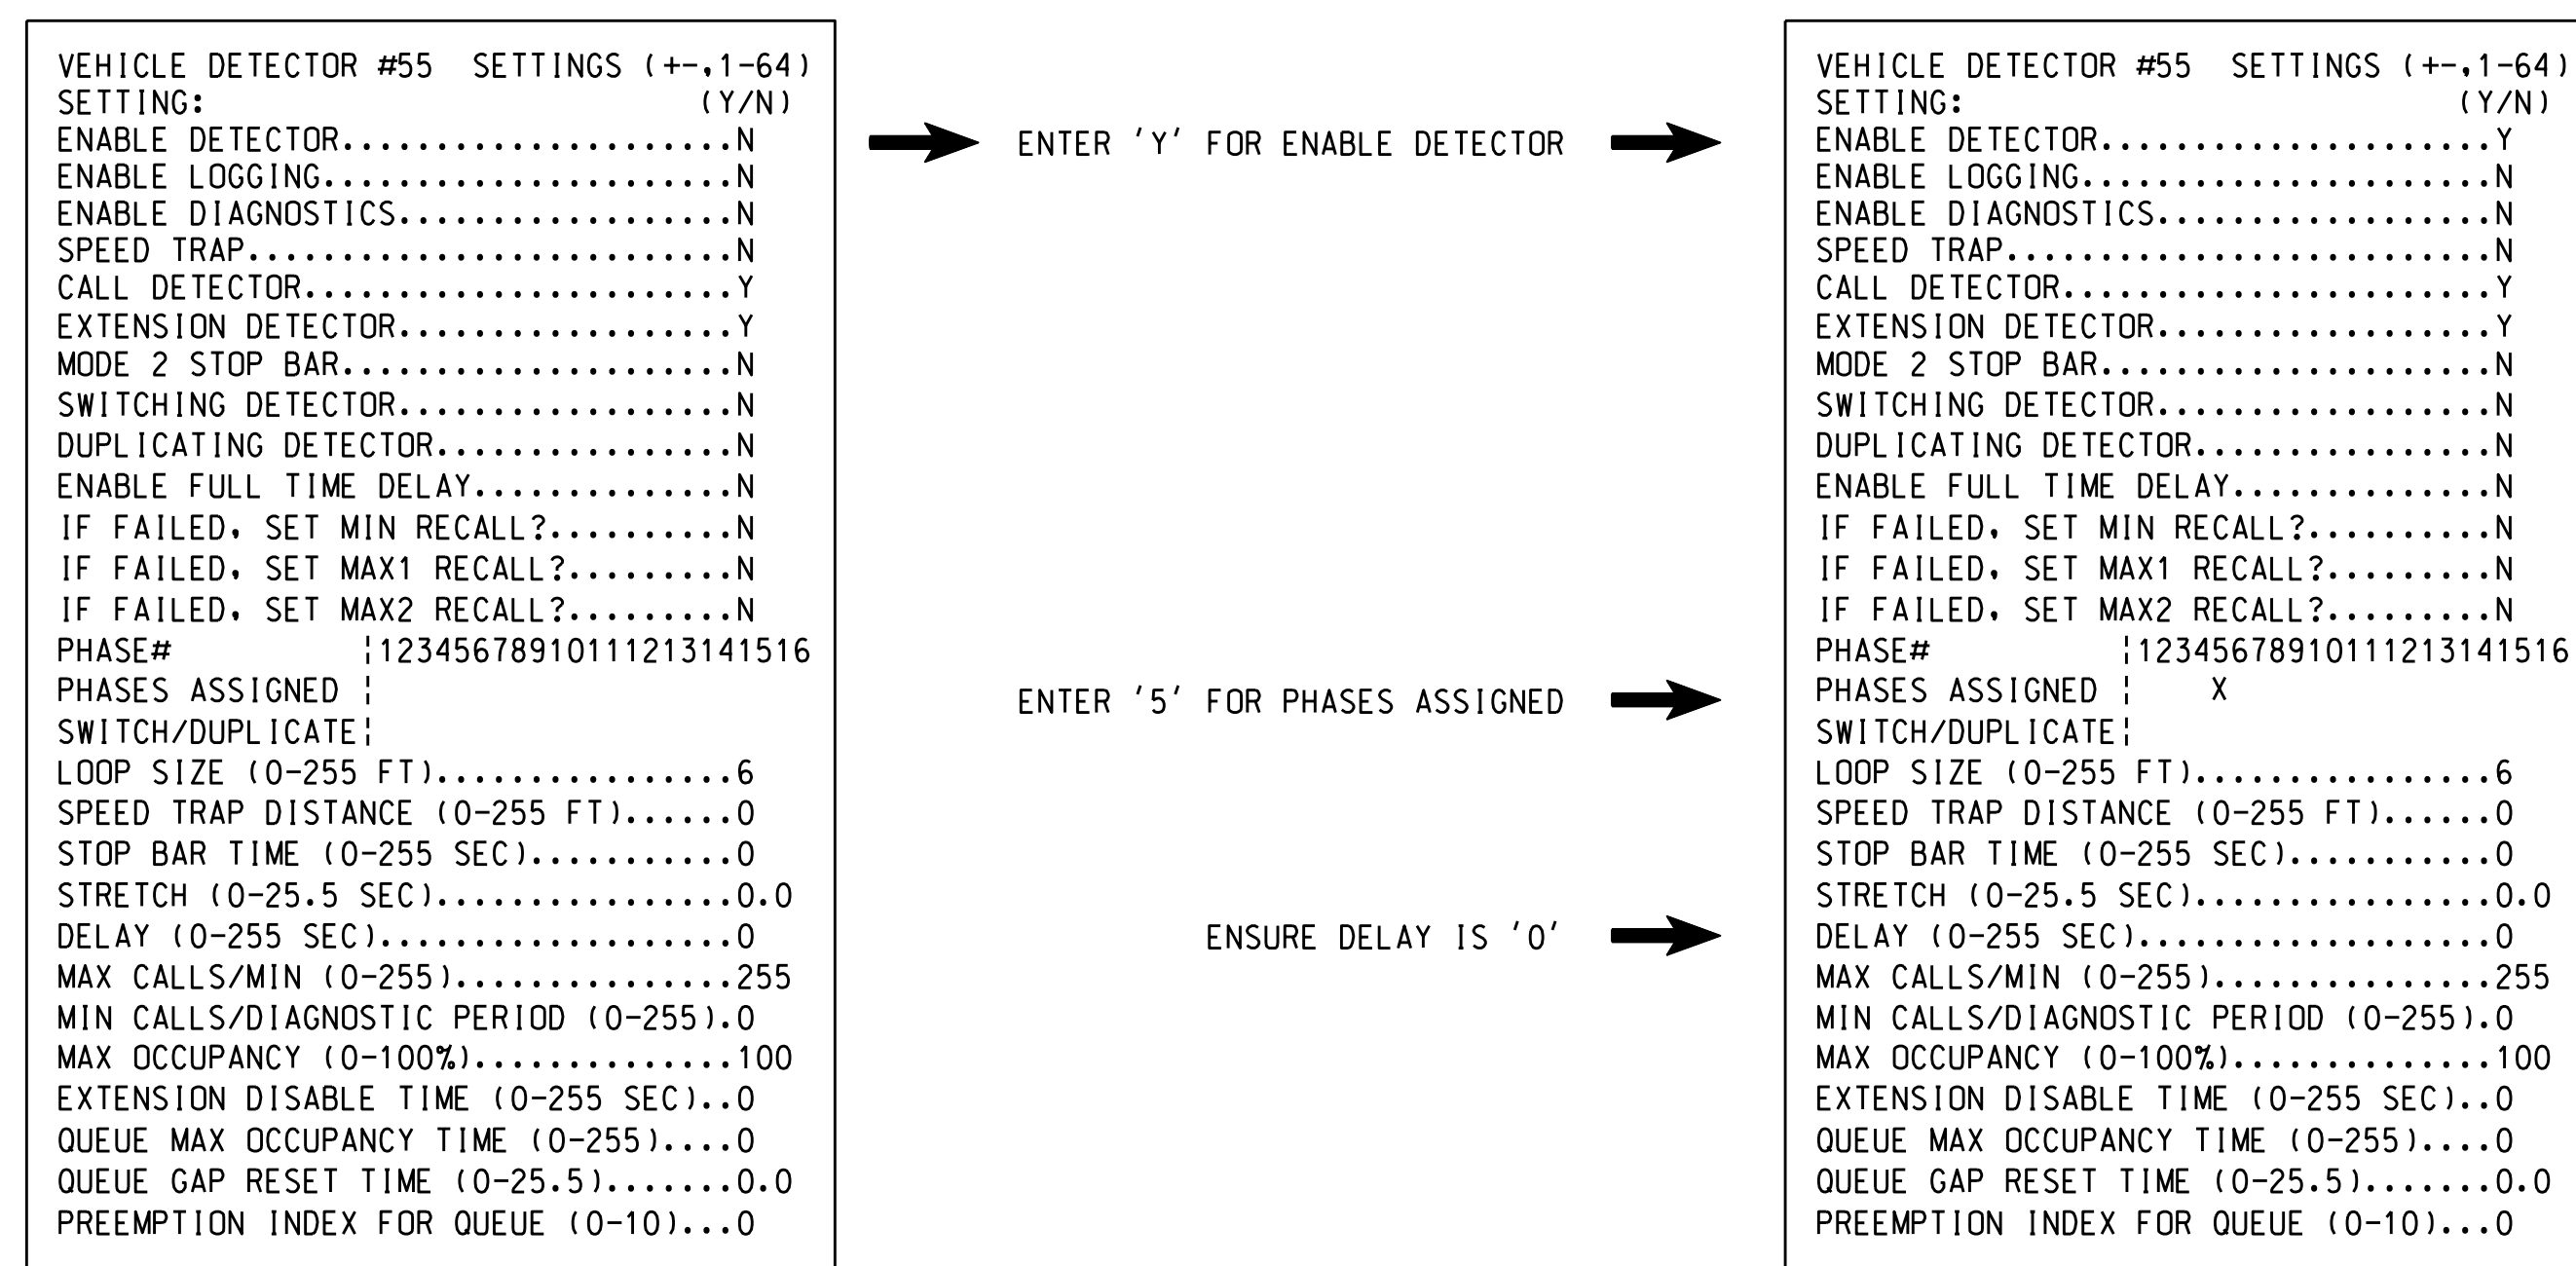 VEHICLE DETECTOR #55  SETTINGS (+-,1-64)
SETTING:                          (Y/N)
ENABLE DETECTOR.....................N
ENABLE LOGGING......................N
ENABLE DIAGNOSTICS..................N
SPEED TRAP..........................N
CALL DETECTOR.......................Y
EXTENSION DETECTOR..................Y
MODE 2 STOP BAR.....................N
SWITCHING DETECTOR..................N
DUPLICATING DETECTOR................N
ENABLE FULL TIME DELAY..............N
IF FAILED, SET MIN RECALL?..........N
IF FAILED, SET MAX1 RECALL?.........N
IF FAILED, SET MAX2 RECALL?.........N
PHASE#          |12345678910111213141516
PHASES ASSIGNED |
SWITCH/DUPLICATE|
LOOP SIZE (0-255 FT)................6
SPEED TRAP DISTANCE (0-255 FT)......0
STOP BAR TIME (0-255 SEC)...........0
STRETCH (0-25.5 SEC)................0.0
DELAY (0-255 SEC)...................0
MAX CALLS/MIN (0-255)...............255
MIN CALLS/DIAGNOSTIC PERIOD (0-255).0
MAX OCCUPANCY (0-100%)..............100
EXTENSION DISABLE TIME (0-255 SEC)..0
QUEUE MAX OCCUPANCY TIME (0-255)....0
QUEUE GAP RESET TIME (0-25.5).......0.0
PREEMPTION INDEX FOR QUEUE (0-10)...0
ENTER 'Y' FOR ENABLE DETECTOR
ENTER '5' FOR PHASES ASSIGNED
ENSURE DELAY IS '0'
VEHICLE DETECTOR #55  SETTINGS (+-,1-64)
SETTING:                          (Y/N)
ENABLE DETECTOR.....................Y
ENABLE LOGGING......................N
ENABLE DIAGNOSTICS..................N
SPEED TRAP..........................N
CALL DETECTOR.......................Y
EXTENSION DETECTOR..................Y
MODE 2 STOP BAR.....................N
SWITCHING DETECTOR..................N
DUPLICATING DETECTOR................N
ENABLE FULL TIME DELAY..............N
IF FAILED, SET MIN RECALL?..........N
IF FAILED, SET MAX1 RECALL?.........N
IF FAILED, SET MAX2 RECALL?.........N
PHASE#          |12345678910111213141516
PHASES ASSIGNED |    X
SWITCH/DUPLICATE|
LOOP SIZE (0-255 FT)................6
SPEED TRAP DISTANCE (0-255 FT)......0
STOP BAR TIME (0-255 SEC)...........0
STRETCH (0-25.5 SEC)................0.0
DELAY (0-255 SEC)...................0
MAX CALLS/MIN (0-255)...............255
MIN CALLS/DIAGNOSTIC PERIOD (0-255).0
MAX OCCUPANCY (0-100%)..............100
EXTENSION DISABLE TIME (0-255 SEC)..0
QUEUE MAX OCCUPANCY TIME (0-255)....0
QUEUE GAP RESET TIME (0-25.5).......0.0
PREEMPTION INDEX FOR QUEUE (0-10)...0